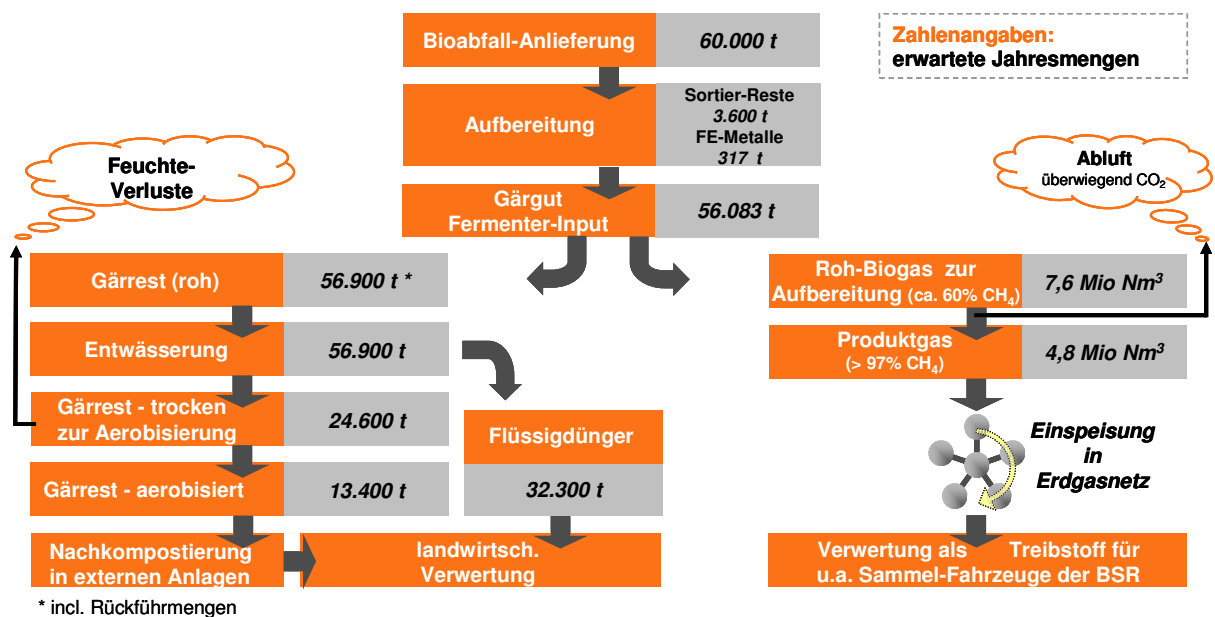 Bioabfall-Anlieferung
60.000 t
Zahlenangaben:
erwartete Jahresmengen
Aufbereitung
Sortier-Reste
3.600 t
FE-Metalle
317 t
Feuchte-
Verluste
Abluft
überwiegend CO₂
Gärgut
Fermenter-Input
56.083 t
Gärrest (roh)
56.900 t *
Roh-Biogas zur
Aufbereitung (ca. 60% CH₄)
7,6 Mio Nm³
Entwässerung
56.900 t
Produktgas
(> 97% CH₄)
4,8 Mio Nm³
Gärrest - trocken
zur Aerobisierung
24.600 t
Flüssigdünger
32.300 t
Einspeisung
in
Erdgasnetz
Gärrest - aerobisiert
13.400 t
Nachkompostierung
in externen Anlagen
landwirtsch.
Verwertung
Verwertung als Treibstoff für
u.a. Sammel-Fahrzeuge der BSR
* incl. Rückführmengen